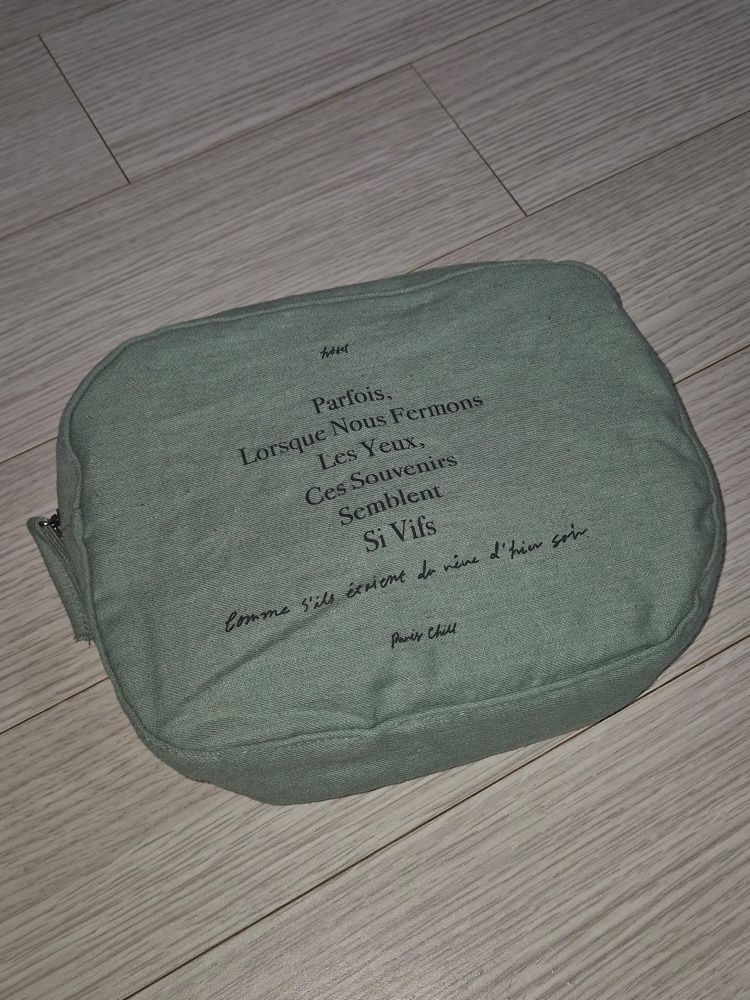 Parfois,
Lorsque Nous Fermons
Les Yeux,
Ces Souvenirs
Semblent
Si Vifs
Comme s'ils étaient du rêve d'hier soir
Paris Chill